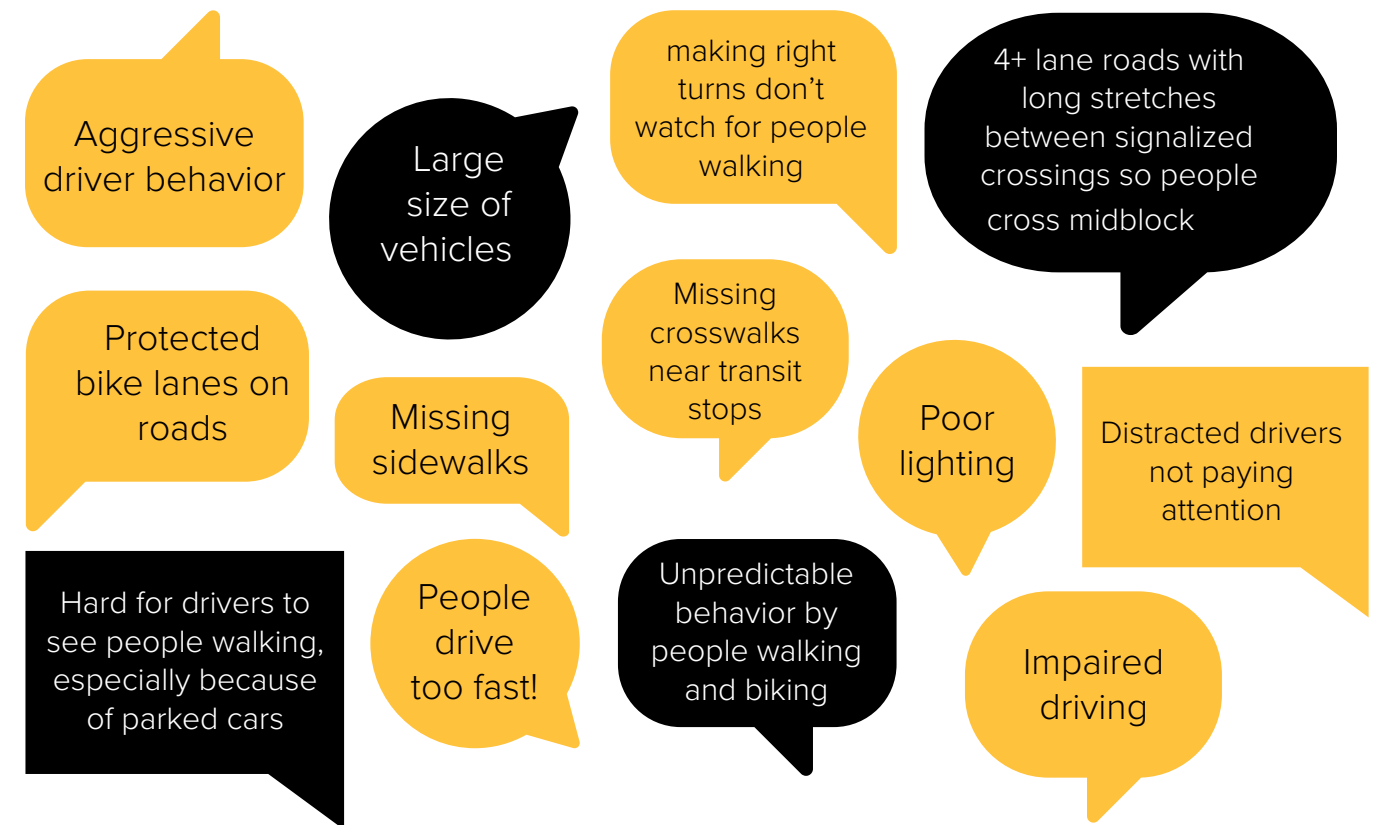 Aggressive
driver behavior
Large
size of
vehicles
making right
turns don’t
watch for people
walking
4+ lane roads with
long stretches
between signalized
crossings so people
cross midblock
Protected
bike lanes on
roads
Missing
sidewalks
Missing
crosswalks
near transit
stops
Poor
lighting
Distracted drivers
not paying
attention
Hard for drivers to
see people walking,
especially because
of parked cars
People
drive
too fast!
Unpredictable
behavior by
people walking
and biking
Impaired
driving